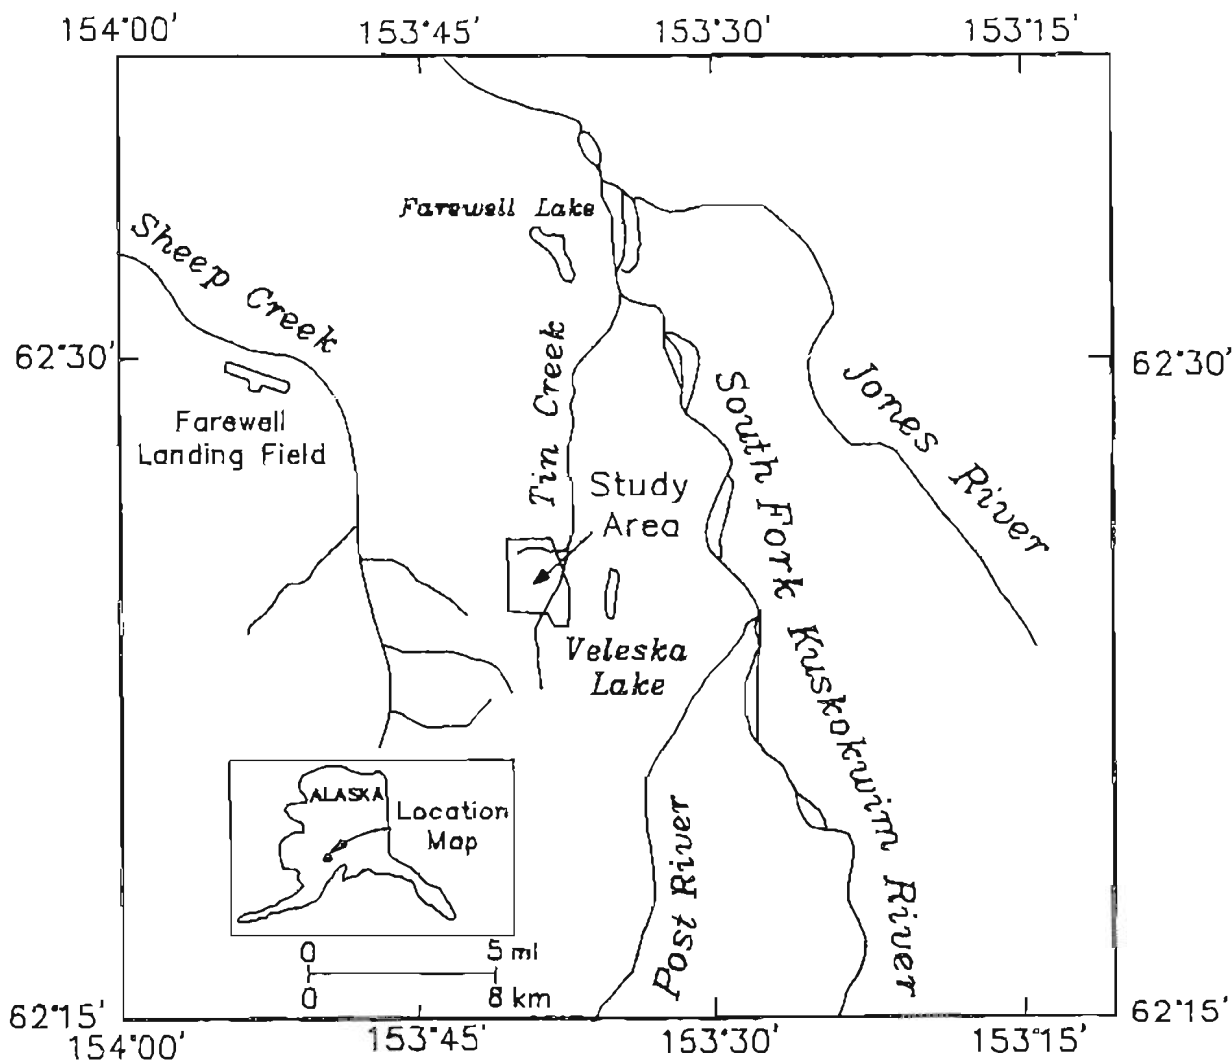 154°00'
153°45'
153°30'
153°15'
Farewell Lake
Sheep Creek
62°30'
62°30'
Farewell
Landing Field
Tin Creek
South Fork Kuskokwim River
Jones River
Study
Area
Veleska
Lake
ALASKA
Location
Map
Post River
0
5 mi
0
8 km
62°15'
62°15'
154°00'
153°45'
153°30'
153°15'